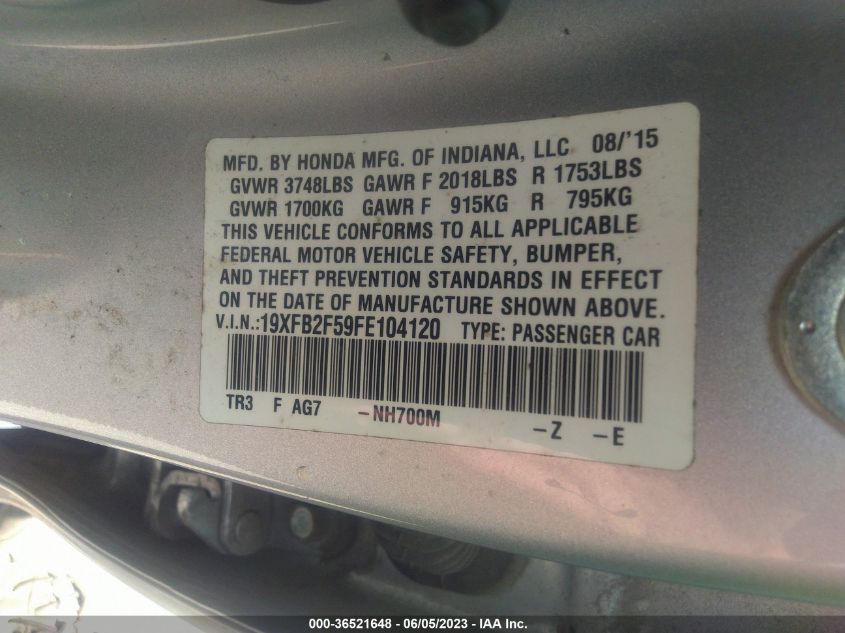 MFD. BY HONDA MFG. OF INDIANA, LLC 08/'15
GVWR 3748LBS GAWR F 2018LBS R 1753LBS
GVWR 1700KG GAWR F 915KG R 795KG
THIS VEHICLE CONFORMS TO ALL APPLICABLE
FEDERAL MOTOR VEHICLE SAFETY, BUMPER,
AND THEFT PREVENTION STANDARDS IN EFFECT
ON THE DATE OF MANUFACTURE SHOWN ABOVE.
V.I.N.:19XFB2F59FE104120 TYPE: PASSENGER CAR
TR3 F AG7 -NH700M -Z -E
000-36521648 - 06/05/2023 - IAA Inc.